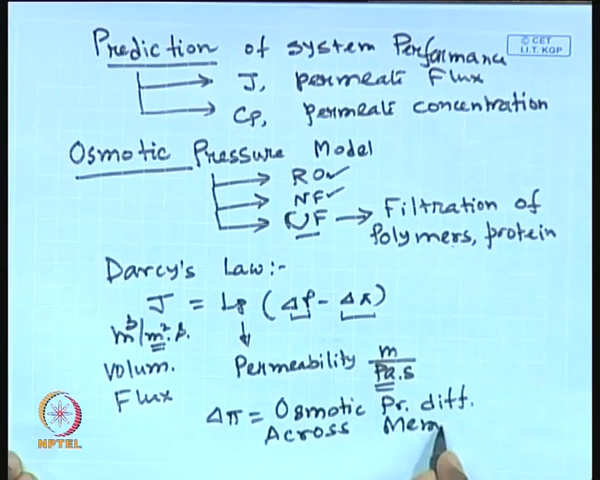 © CET
I.I.T. KGP
Prediction of system Performance
J, permeate Flux
Cp, permeate concentration
Osmotic Pressure Model
RO✓
NF✓
UF → Filtration of
polymers, protein
Darcy's Law:-
J = Lp (ΔP - Δπ)
m³/m².s.
volum.
Flux
Permeability m/Pa.s
Δπ = Osmotic Pr. diff.
Across Mem
NPTEL